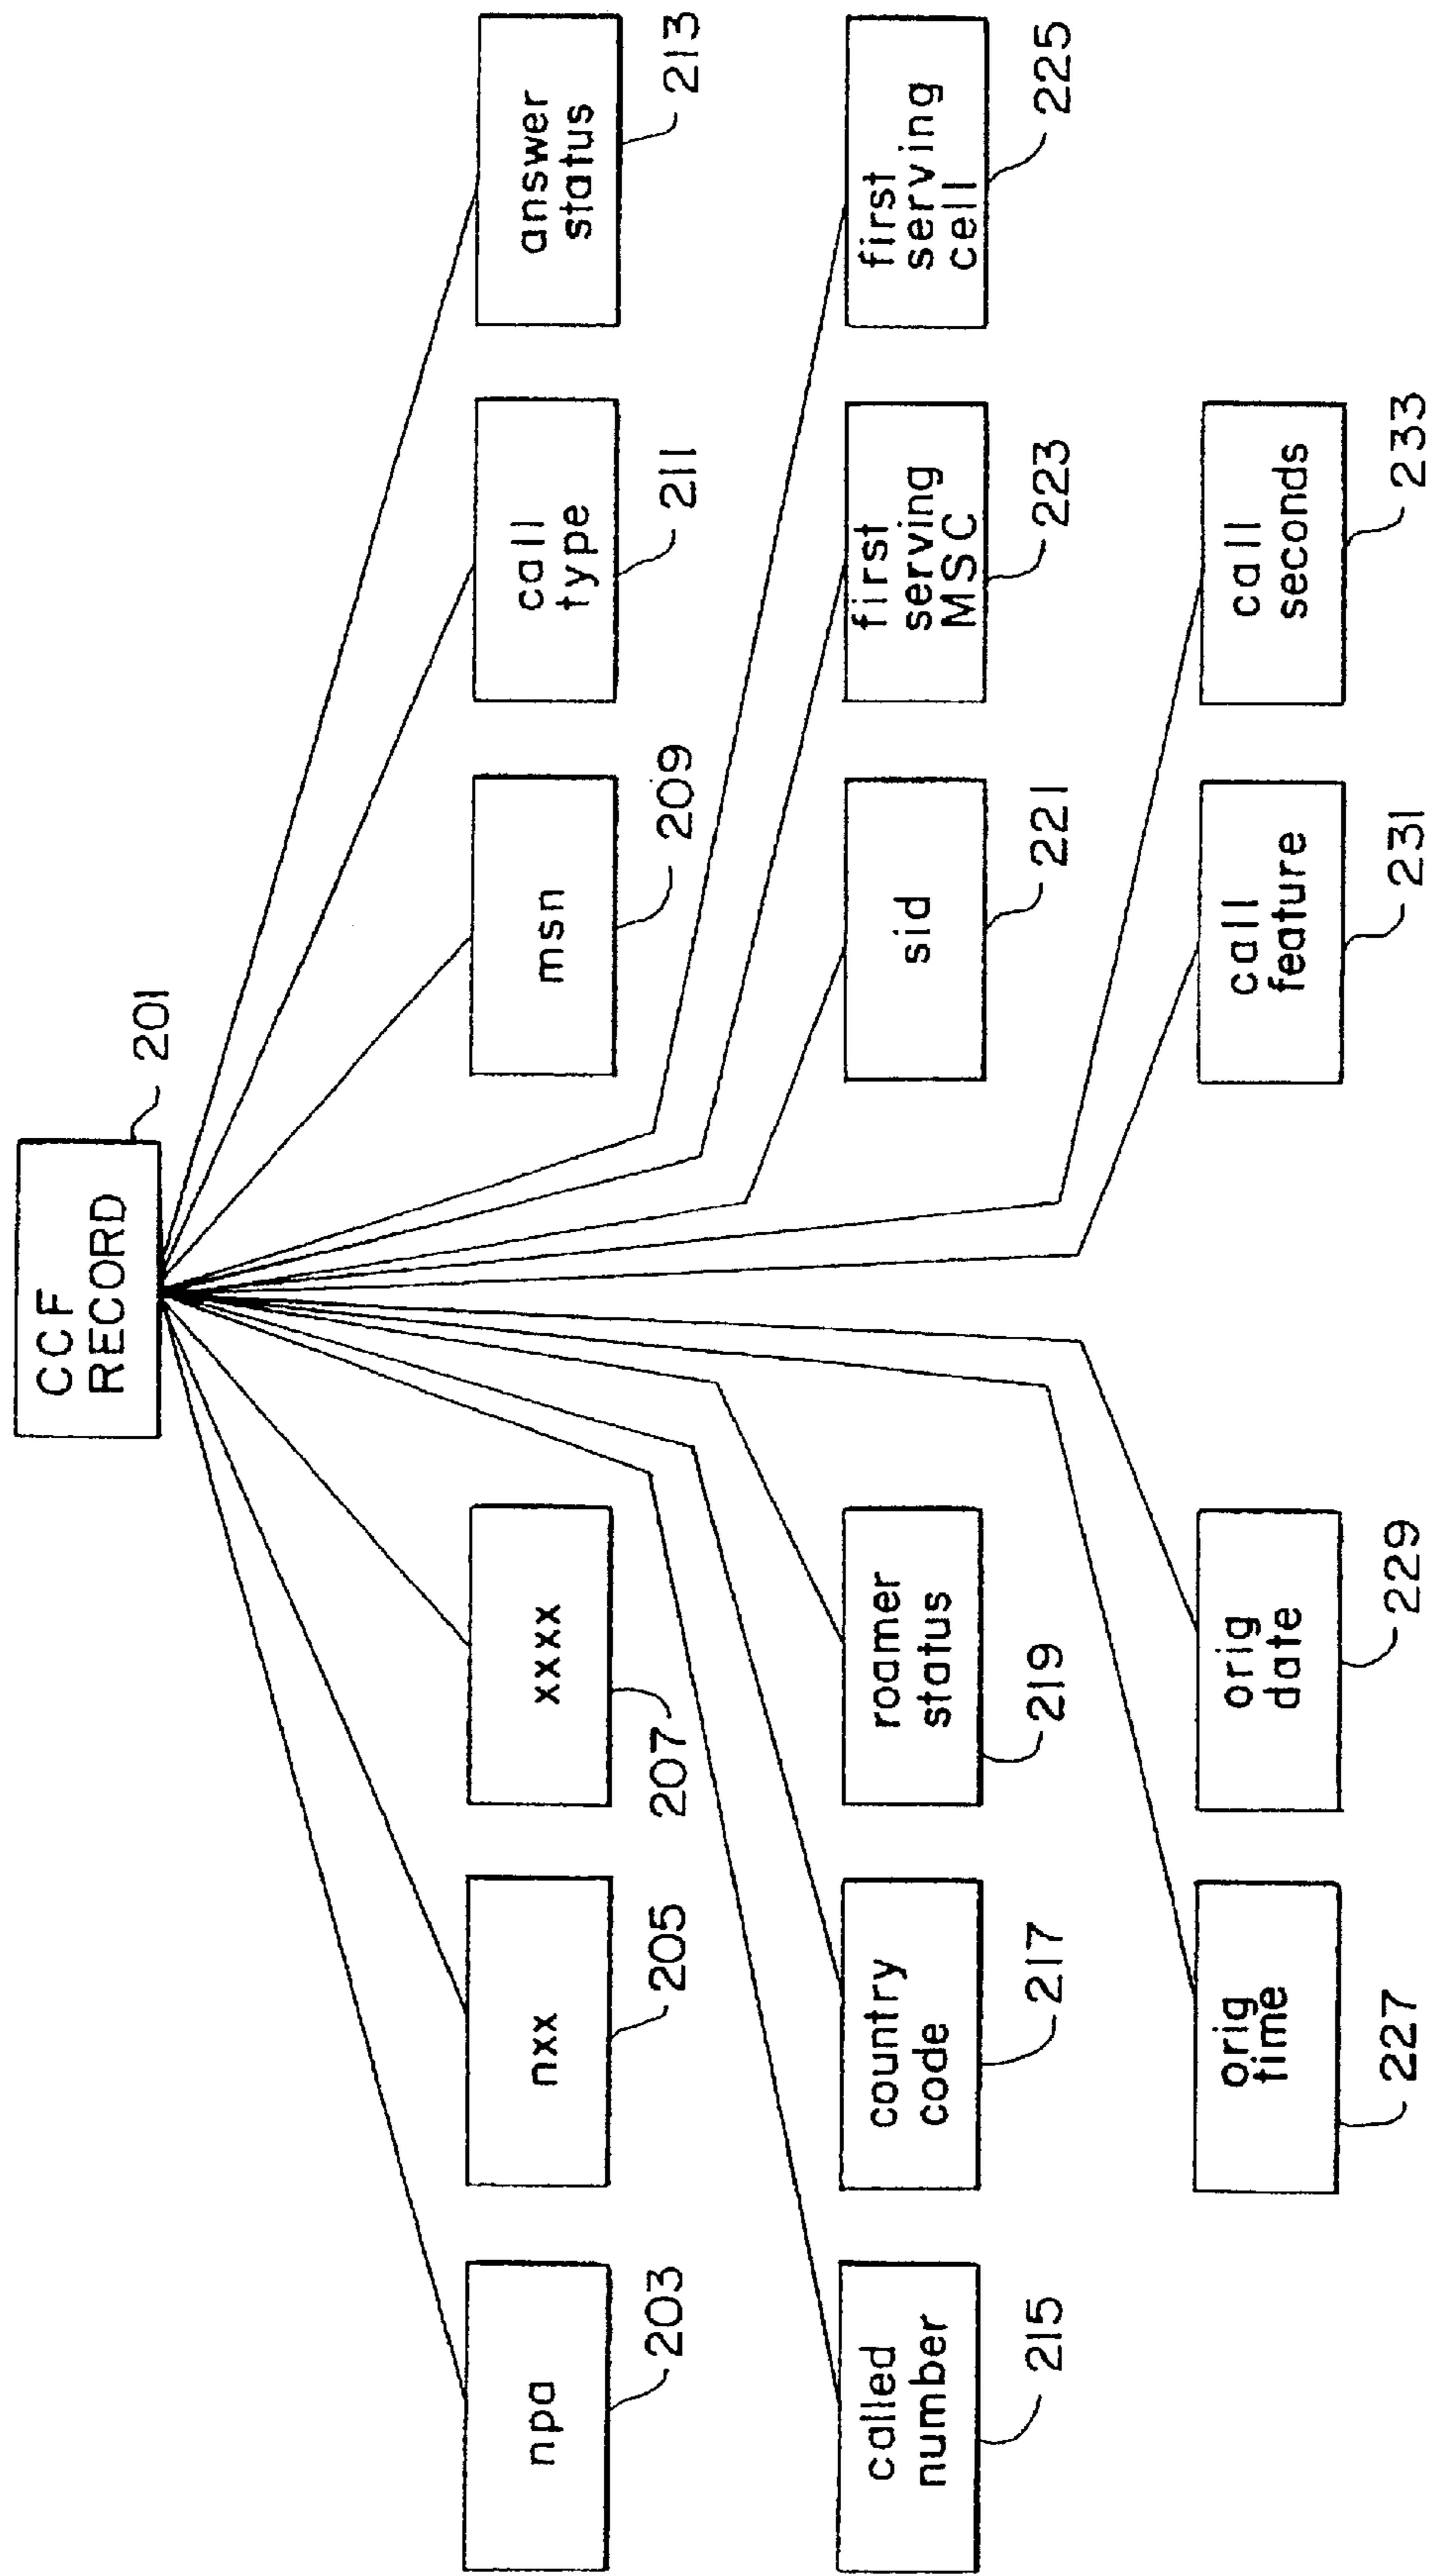 CCF
RECORD
201
npa
203
nxx
205
xxxx
207
msn
209
call
type
211
answer
status
213
called
number
215
country
code
217
roamer
status
219
sid
221
first
serving
MSC
223
first
serving
cell
225
orig
time
227
orig
date
229
call
feature
231
call
seconds
233